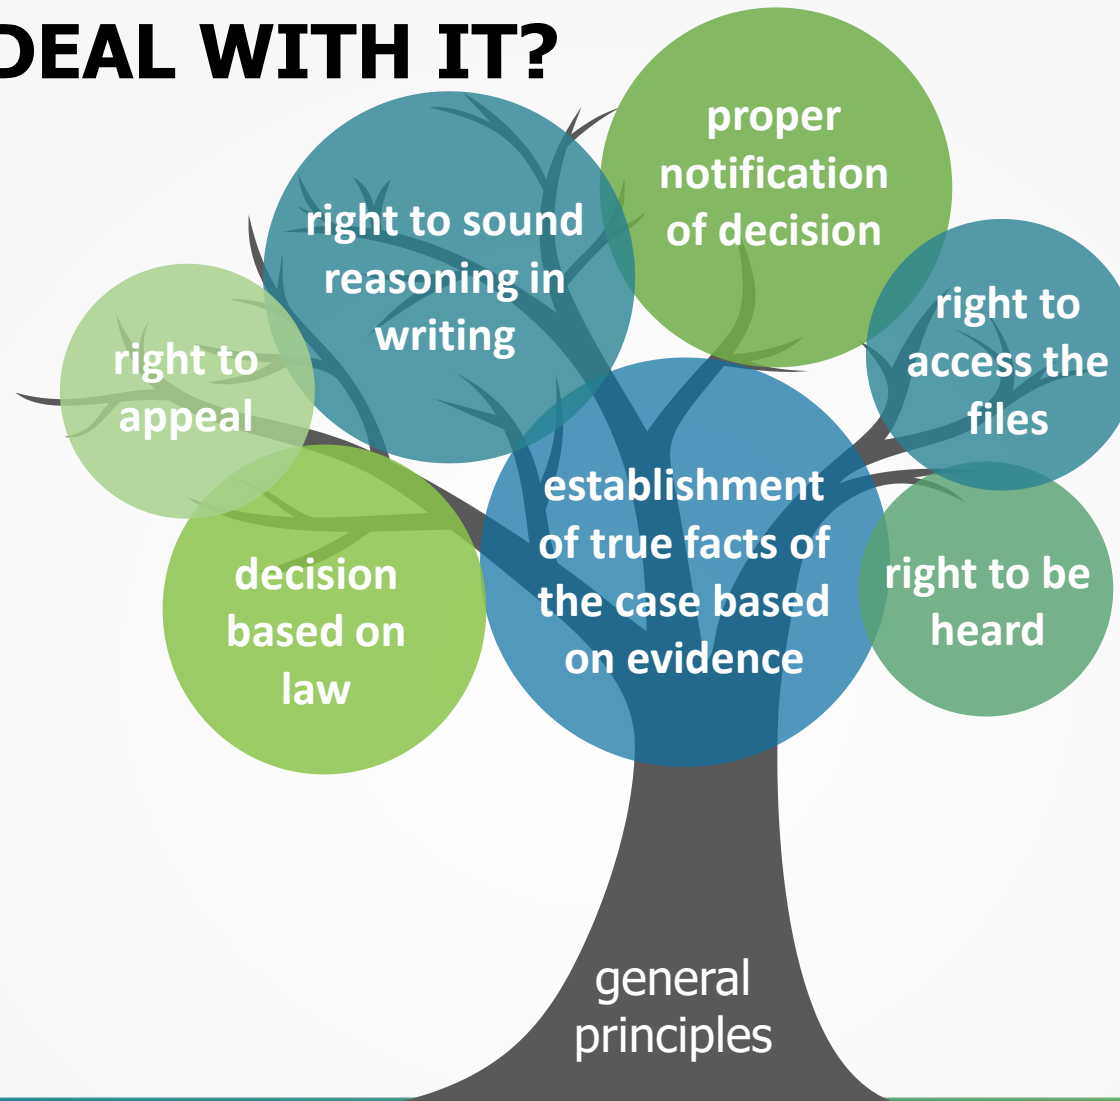 DEAL WITH IT?
proper
notification
of decision
right to sound
reasoning in
writing
right to
access the
files
right to
appeal
establishment
of true facts of
the case based
on evidence
decision
based on
law
right to be
heard
general
principles